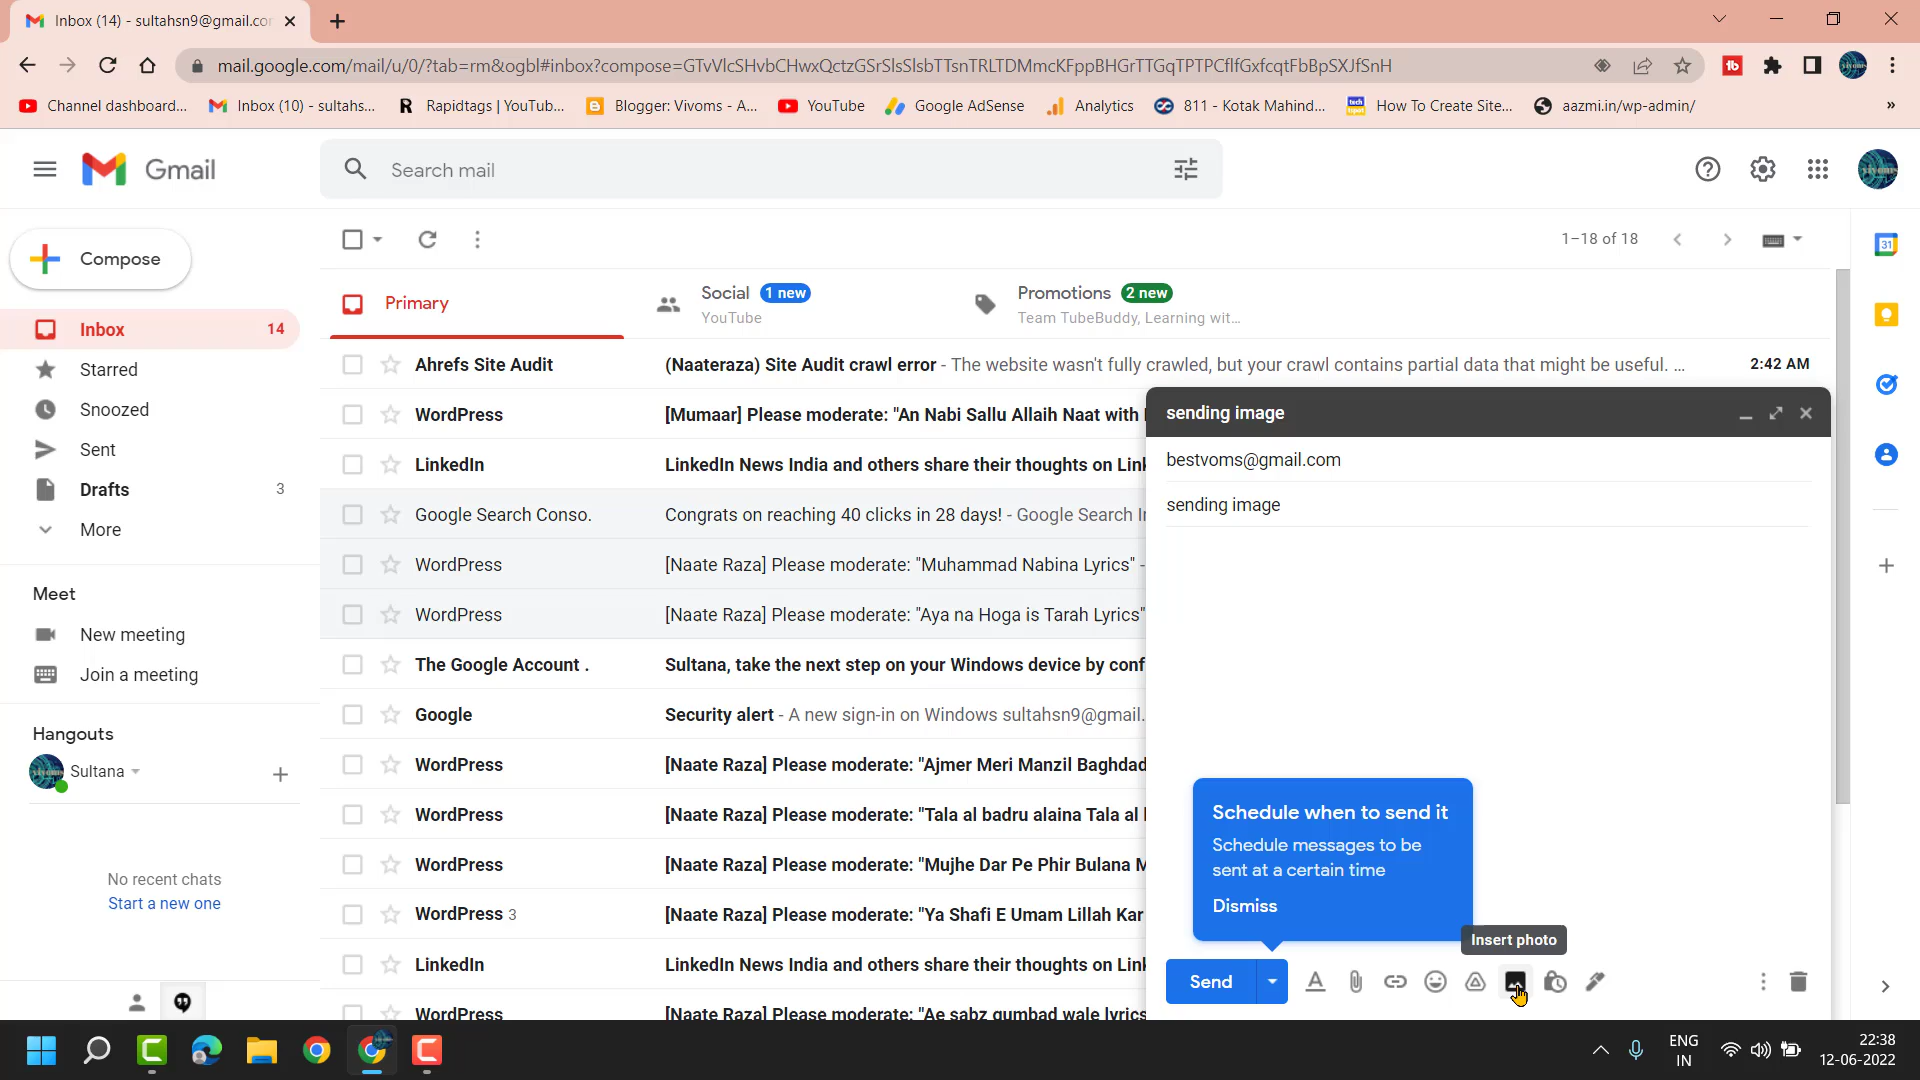 Inbox (14) - sultahsn9@gmail.con
mail.google.com/mail/u/0/?tab=rm&ogbl#inbox?compose=GTvVlcSHvbCHwxQctzGSrSlsSlsbTTsnTRLTDMmcKFppBHGrTTGqTPTPCflfGxfcqtFbBpSXJfSnH
Channel dashboard...
Inbox (10) - sultahs...
Rapidtags | YouTub...
Blogger: Vivoms - A...
YouTube
Google AdSense
Analytics
811 - Kotak Mahind...
How To Create Site...
aazmi.in/wp-admin/
»
Gmail
Search mail
Compose
1–18 of 18
Primary
Social 1 new
YouTube
Promotions 2 new
Team TubeBuddy, Learning wit...
Inbox 14
Starred
Snoozed
Sent
Drafts 3
More
Meet
New meeting
Join a meeting
Hangouts
Sultana
No recent chats
Start a new one
Ahrefs Site Audit (Naateraza) Site Audit crawl error - The website wasn't fully crawled, but your crawl contains partial data that might be useful. ... 2:42 AM
WordPress [Mumaar] Please moderate: "An Nabi Sallu Allaih Naat with
LinkedIn LinkedIn News India and others share their thoughts on Lin
Google Search Conso. Congrats on reaching 40 clicks in 28 days! - Google Search
WordPress [Naate Raza] Please moderate: "Muhammad Nabina Lyrics" -
WordPress [Naate Raza] Please moderate: "Aya na Hoga is Tarah Lyrics"
The Google Account . Sultana, take the next step on your Windows device by conf
Google Security alert - A new sign-in on Windows sultahsn9@gmail.
WordPress [Naate Raza] Please moderate: "Ajmer Meri Manzil Baghdad
WordPress [Naate Raza] Please moderate: "Tala al badru alaina Tala al
WordPress [Naate Raza] Please moderate: "Mujhe Dar Pe Phir Bulana M
WordPress 3 [Naate Raza] Please moderate: "Ya Shafi E Umam Lillah Kar
LinkedIn LinkedIn News India and others share their thoughts on Lin
WordPress [Naate Raza] Please moderate: "Ae sabz gumbad wale lyrics
sending image
bestvoms@gmail.com
sending image
Schedule when to send it
Schedule messages to be
sent at a certain time
Dismiss
Insert photo
Send
ENG
IN
22:38
12-06-2022